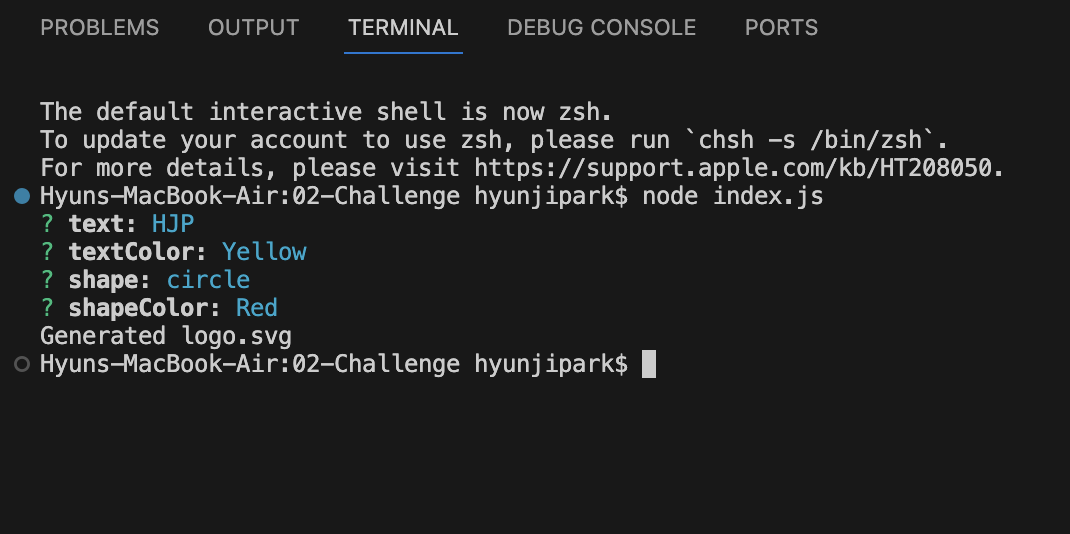 PROBLEMS OUTPUT TERMINAL DEBUG CONSOLE PORTS
The default interactive shell is now zsh.
To update your account to use zsh, please run `chsh -s /bin/zsh`.
For more details, please visit https://support.apple.com/kb/HT208050.
Hyuns-MacBook-Air:02-Challenge hyunjipark$ node index.js
? text: HJP
? textColor: Yellow
? shape: circle
? shapeColor: Red
Generated logo.svg
Hyuns-MacBook-Air:02-Challenge hyunjipark$